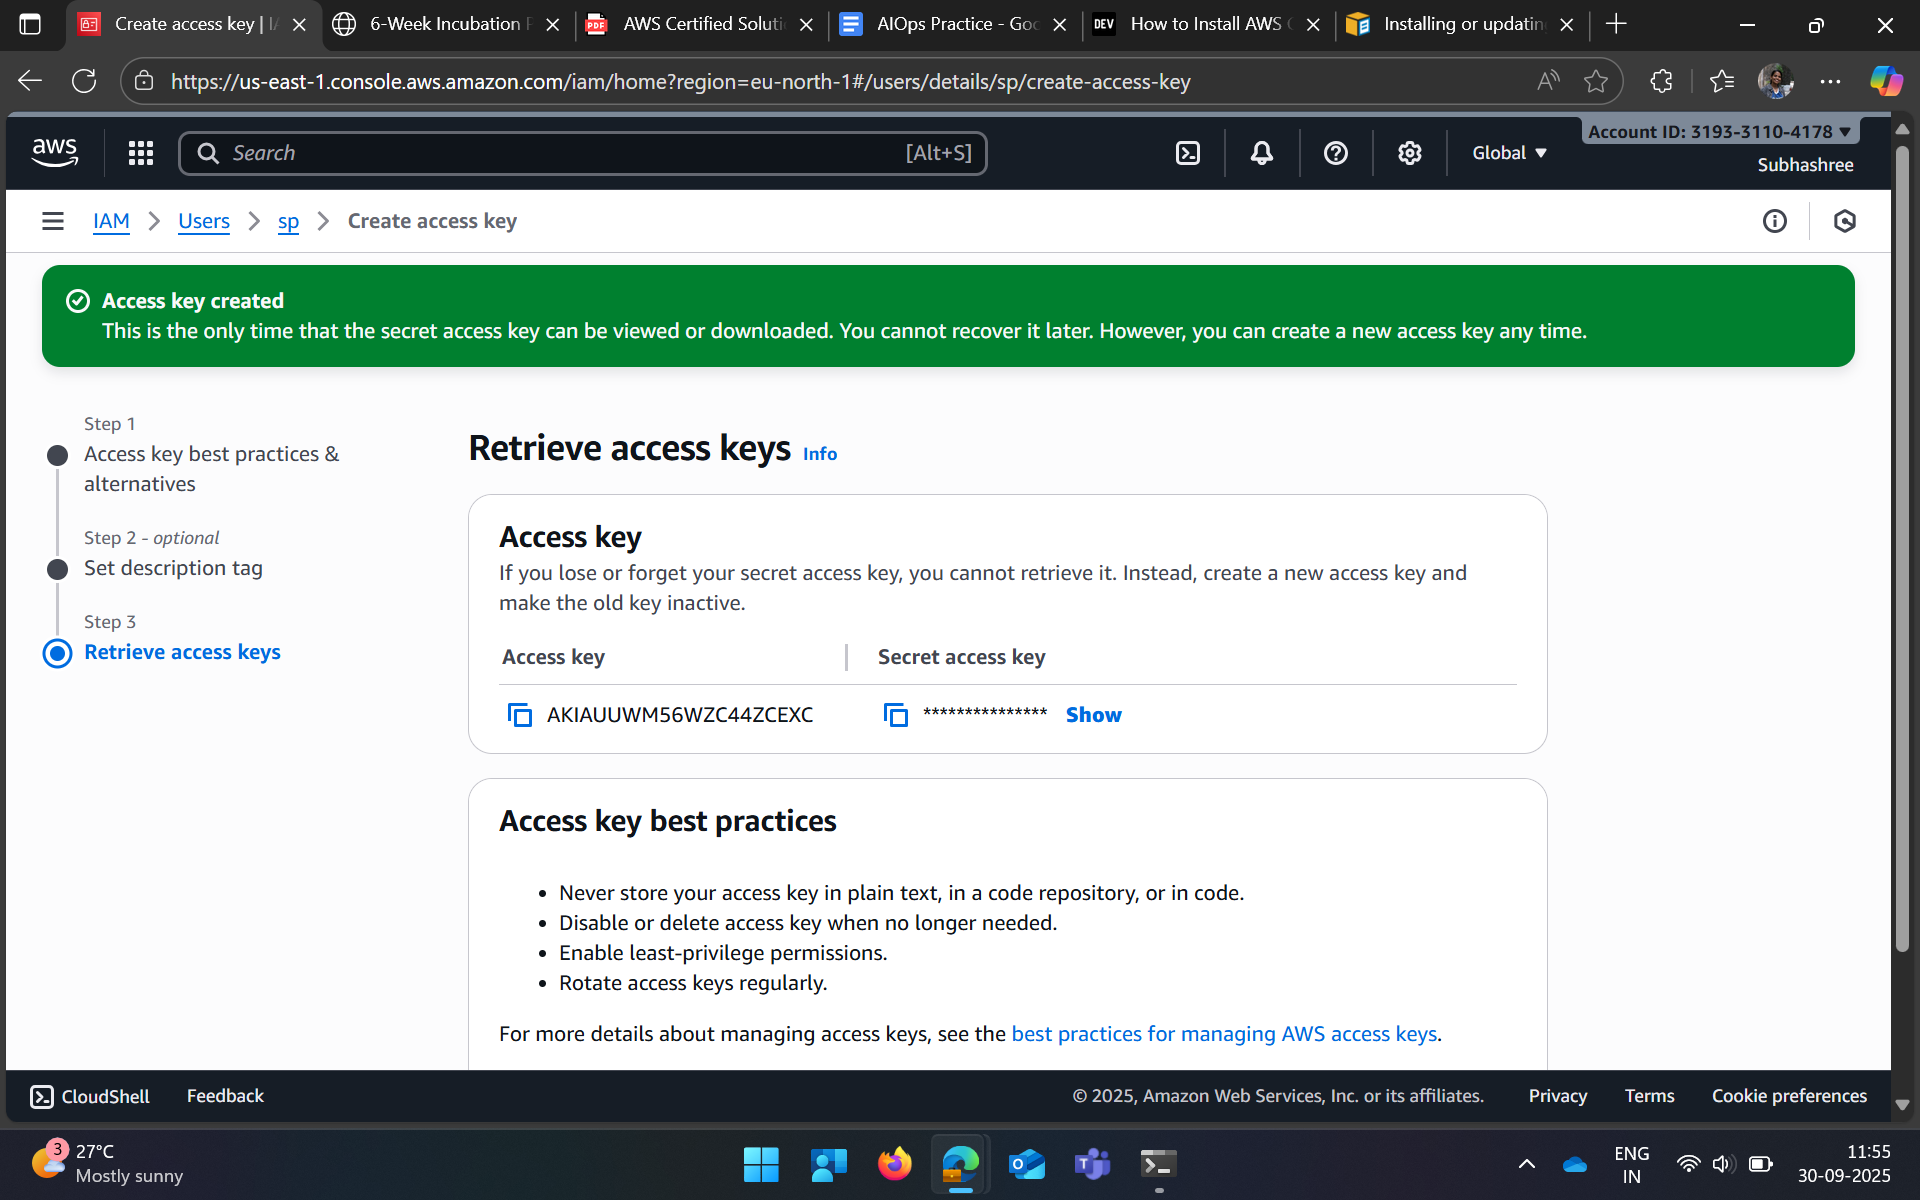 Create access key | IA
6-Week Incubation P
AWS Certified Soluti
AIOps Practice - Goo
How to Install AWS C
Installing or updatin
https://us-east-1.console.aws.amazon.com/iam/home?region=eu-north-1#/users/details/sp/create-access-key
aws
Search
[Alt+S]
Global
Account ID: 3193-3110-4178
Subhashree
IAM
Users
sp
Create access key
Access key created
This is the only time that the secret access key can be viewed or downloaded. You cannot recover it later. However, you can create a new access key any time.
Step 1
Access key best practices &
alternatives
Step 2 - optional
Set description tag
Step 3
Retrieve access keys
Retrieve access keys Info
Access key
If you lose or forget your secret access key, you cannot retrieve it. Instead, create a new access key and
make the old key inactive.
Access key
Secret access key
AKIAUUWM56WZC44ZCEXC
*************** Show
Access key best practices
• Never store your access key in plain text, in a code repository, or in code.
• Disable or delete access key when no longer needed.
• Enable least-privilege permissions.
• Rotate access keys regularly.
For more details about managing access keys, see the best practices for managing AWS access keys.
CloudShell
Feedback
© 2025, Amazon Web Services, Inc. or its affiliates.
Privacy
Terms
Cookie preferences
3
27°C
Mostly sunny
ENG
IN
11:55
30-09-2025